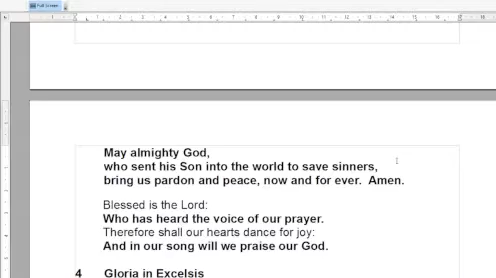 Full Screen
May almighty God,
who sent his Son into the world to save sinners,
bring us pardon and peace, now and for ever.  Amen.
Blessed is the Lord:
Who has heard the voice of our prayer.
Therefore shall our hearts dance for joy:
And in our song will we praise our God.
4 Gloria in Excelsis